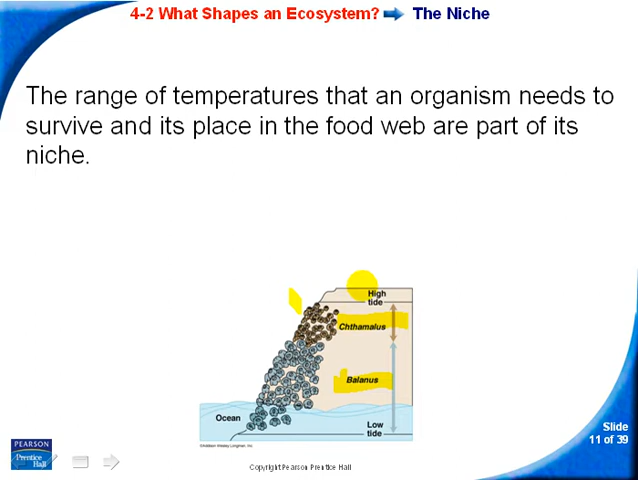 4-2 What Shapes an Ecosystem? The Niche
The range of temperatures that an organism needs to
survive and its place in the food web are part of its
niche.
High
tide
Chthamalus
Balanus
Ocean
Low
tide
Slide
11 of 39
PEARSON
Prentice
Hall
Copyright Pearson Prentice Hall